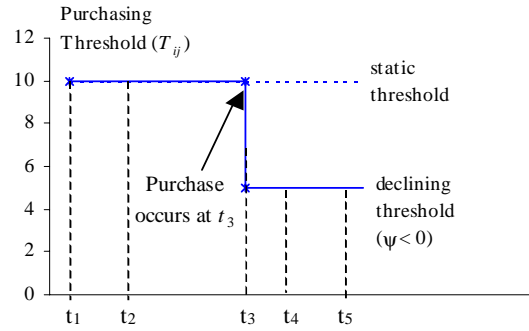 Purchasing
Threshold (T ij)
12
10
8
6
4
2
0
static
threshold
Purchase
occurs at t3
declining
threshold
(ψ< 0)
t1 t2 t3 t4 t5